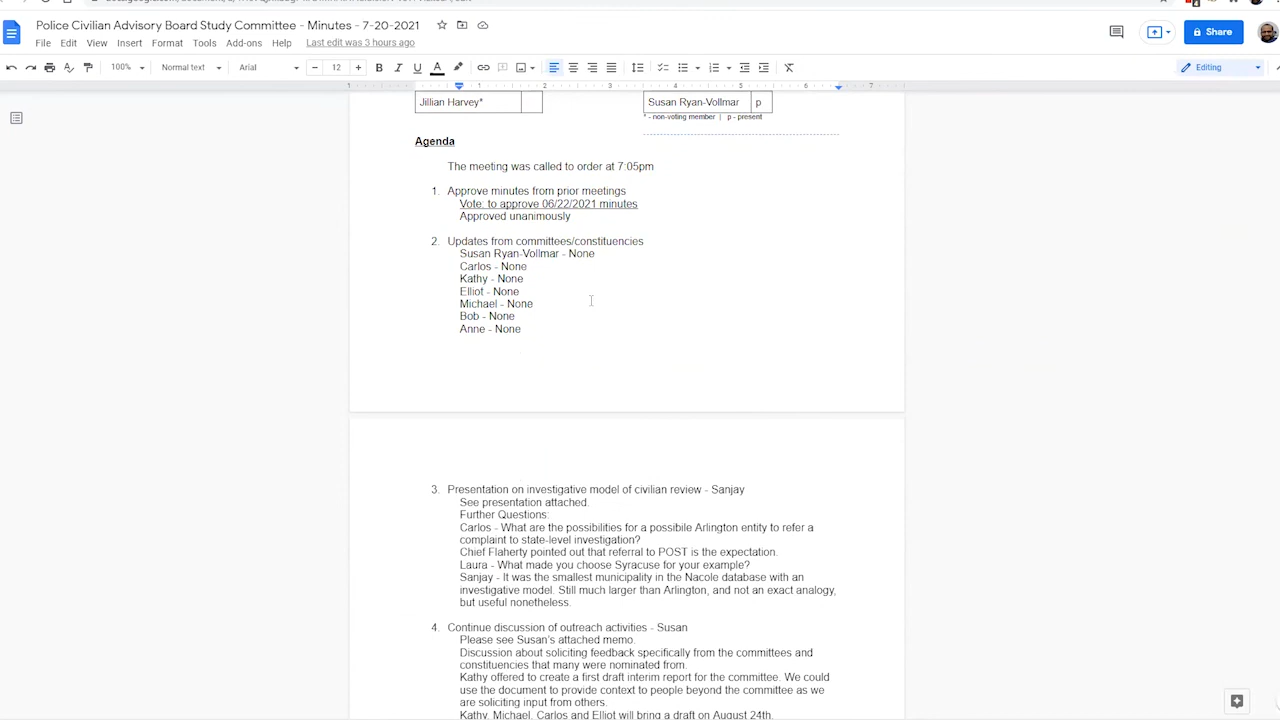 Police Civilian Advisory Board Study Committee - Minutes - 7-20-2021
File Edit View Insert Format Tools Add-ons Help Last edit was 3 hours ago
Share
100% Normal text Arial 12 B I U A Editing
1 1 2 3 4 5 6 7
Jillian Harvey* Susan Ryan-Vollmar p
* - non-voting member | p - present
Agenda
The meeting was called to order at 7:05pm
1. Approve minutes from prior meetings
Vote: to approve 06/22/2021 minutes
Approved unanimously
2. Updates from committees/constituencies
Susan Ryan-Vollmar - None
Carlos - None
Kathy - None
Elliot - None
Michael - None
Bob - None
Anne - None
3. Presentation on investigative model of civilian review - Sanjay
See presentation attached.
Further Questions:
Carlos - What are the possibilities for a possibile Arlington entity to refer a
complaint to state-level investigation?
Chief Flaherty pointed out that referral to POST is the expectation.
Laura - What made you choose Syracuse for your example?
Sanjay - It was the smallest municipality in the Nacole database with an
investigative model. Still much larger than Arlington, and not an exact analogy,
but useful nonetheless.
4. Continue discussion of outreach activities - Susan
Please see Susan's attached memo.
Discussion about soliciting feedback specifically from the committees and
constituencies that many were nominated from.
Kathy offered to create a first draft interim report for the committee. We could
use the document to provide context to people beyond the committee as we
are soliciting input from others.
Kathy, Michael, Carlos and Elliot will bring a draft on August 24th.